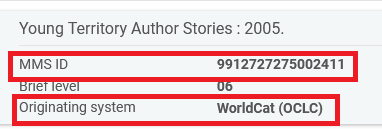 Young Territory Author Stories : 2005.
MMS ID 9912727275002411
Brief level 06
Originating system WorldCat (OCLC)